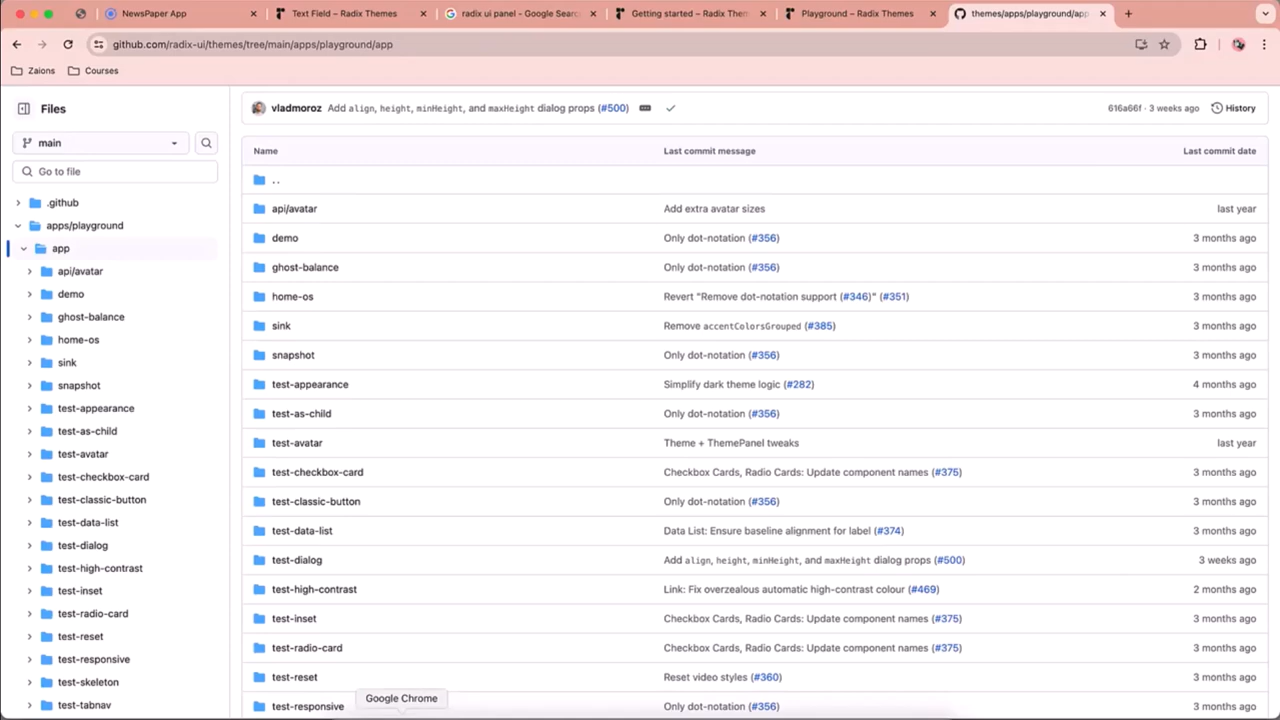 NewsPaper App
Text Field – Radix Themes
radix ui panel - Google Searc
Getting started – Radix Them
Playground – Radix Themes
themes/apps/playground/app
github.com/radix-ui/themes/tree/main/apps/playground/app
Zaions
Courses
Files
main
Go to file
.github
apps/playground
app
api/avatar
demo
ghost-balance
home-os
sink
snapshot
test-appearance
test-as-child
test-avatar
test-checkbox-card
test-classic-button
test-data-list
test-dialog
test-high-contrast
test-inset
test-radio-card
test-reset
test-responsive
test-skeleton
test-tabnav
vladmoroz Add align, height, minHeight, and maxHeight dialog props (#500)
616a66f · 3 weeks ago
History
Name Last commit message Last commit date
..
api/avatar Add extra avatar sizes last year
demo Only dot-notation (#356) 3 months ago
ghost-balance Only dot-notation (#356) 3 months ago
home-os Revert "Remove dot-notation support (#346)" (#351) 3 months ago
sink Remove accentColorsGrouped (#385) 3 months ago
snapshot Only dot-notation (#356) 3 months ago
test-appearance Simplify dark theme logic (#282) 4 months ago
test-as-child Only dot-notation (#356) 3 months ago
test-avatar Theme + ThemePanel tweaks last year
test-checkbox-card Checkbox Cards, Radio Cards: Update component names (#375) 3 months ago
test-classic-button Only dot-notation (#356) 3 months ago
test-data-list Data List: Ensure baseline alignment for label (#374) 3 months ago
test-dialog Add align, height, minHeight, and maxHeight dialog props (#500) 3 weeks ago
test-high-contrast Link: Fix overzealous automatic high-contrast colour (#469) 2 months ago
test-inset Checkbox Cards, Radio Cards: Update component names (#375) 3 months ago
test-radio-card Checkbox Cards, Radio Cards: Update component names (#375) 3 months ago
test-reset Reset video styles (#360) 3 months ago
test-responsive Only dot-notation (#356) 3 months ago
Google Chrome